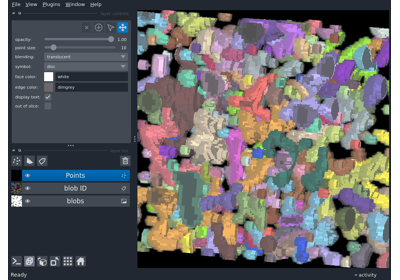 File View Plugins Window Help
opacity: 1.00
point size: 10
blending: translucent
symbol: disc
face color: white
edge color: dimgrey
display text:
out of slice:
Points
blob ID
blobs
Ready
activity